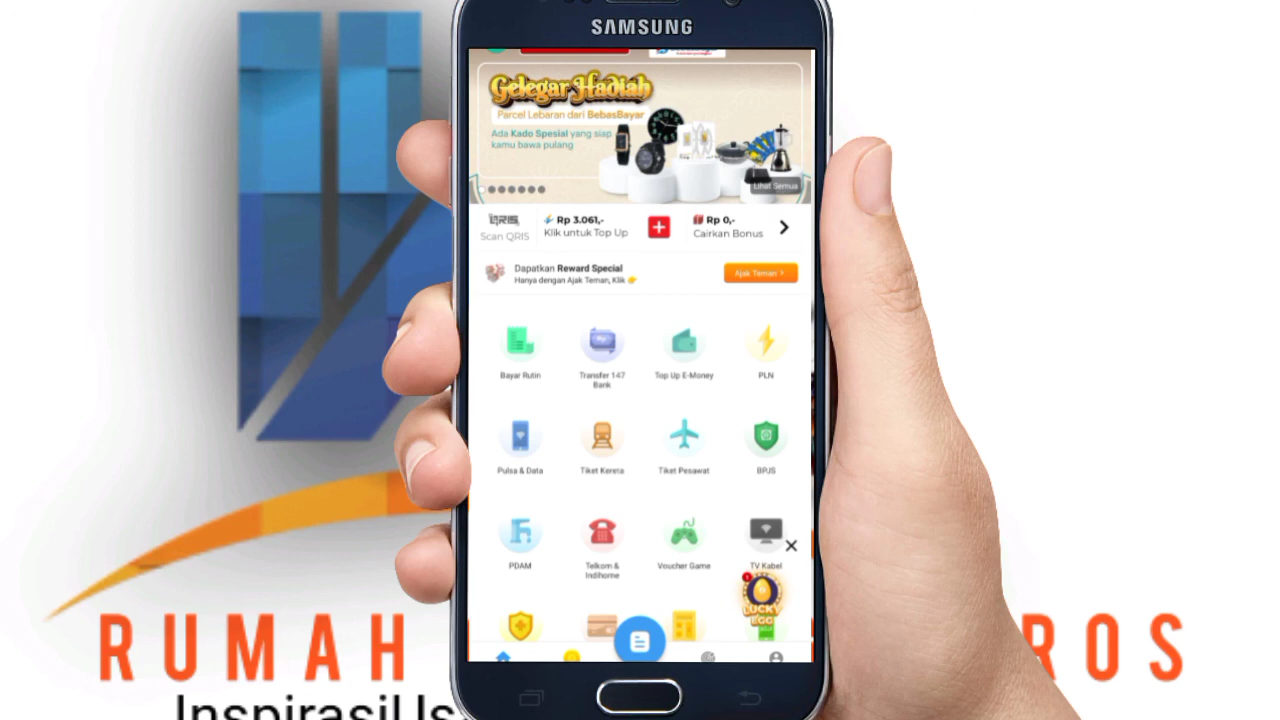 SAMSUNG
Gelegar Hadiah
Parcel Lebaran dari BebasBayar
Ada Kado Spesial yang siap
kamu bawa pulang
Lihat Semua
QRIS
Scan QRIS
Rp 3.061,-
Klik untuk Top Up
Rp 0,-
Cairkan Bonus
Dapatkan Reward Special
Hanya dengan Ajak Teman, Klik 👉
Ajak Teman >
Bayar Rutin
Transfer 147
Bank
Top Up E-Money
PLN
Pulsa & Data
Tiket Kereta
Tiket Pesawat
BPJS
PDAM
Telkom &
Indihome
Voucher Game
TV Kabel
1
LUCKY
EGG
RUMAH ROS
InspirasiUs